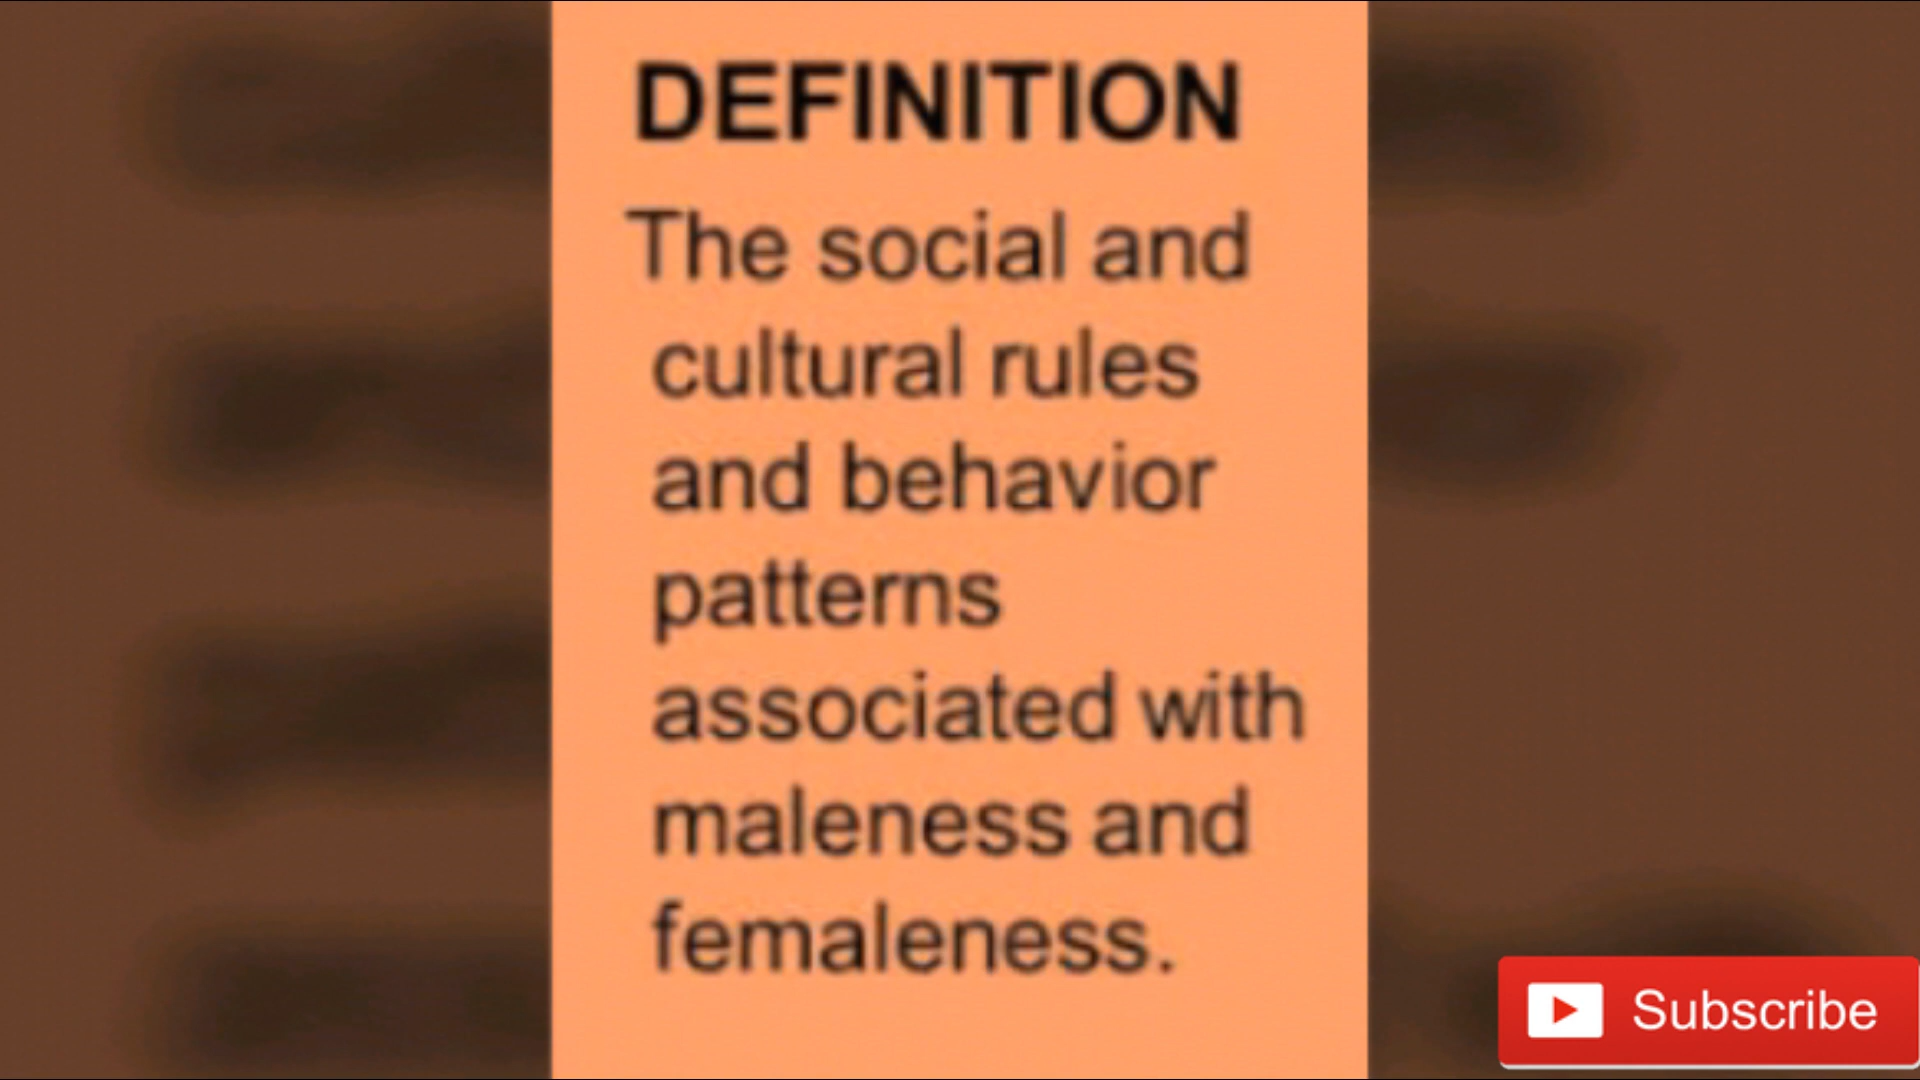 DEFINITION
The social and
cultural rules
and behavior
patterns
associated with
maleness and
femaleness.
Subscribe